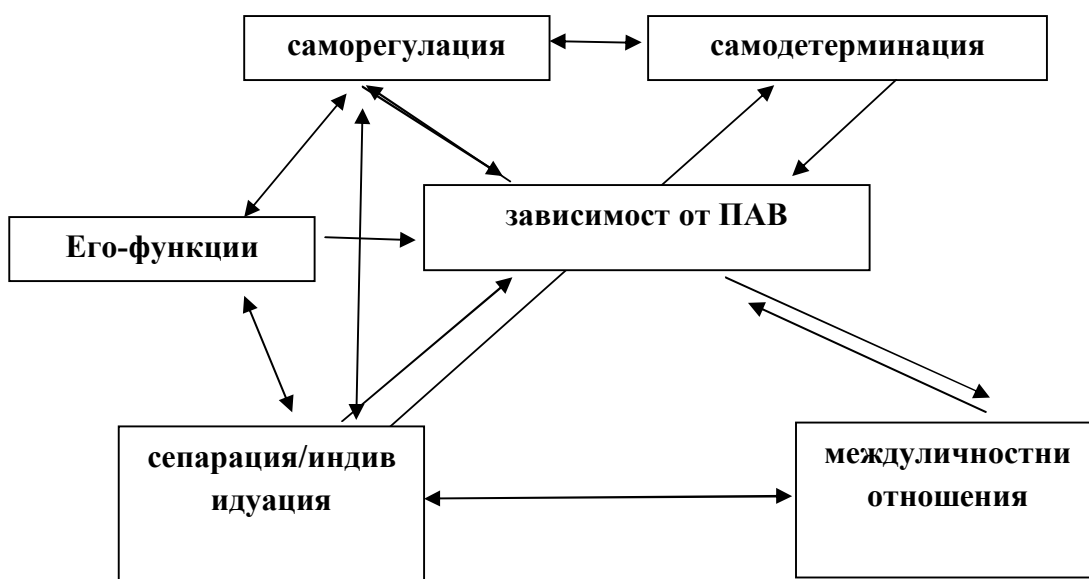 саморегулация
самодетерминация
зависимост от ПАВ
Его-функции
сепарация/индив
идуация
междуличностни
отношения